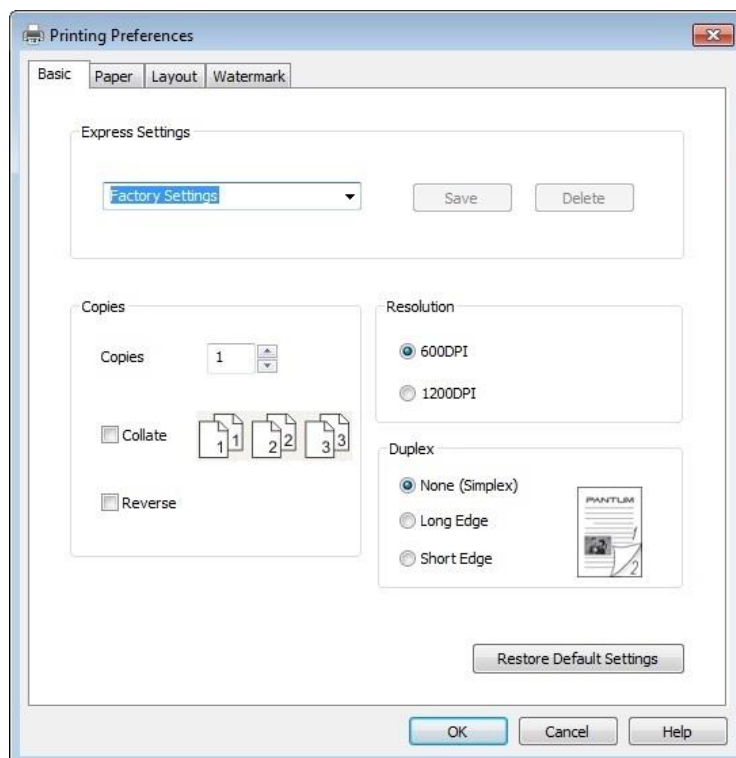 Printing Preferences
Basic Paper Layout Watermark
Express Settings
Factory Settings
Save Delete
Copies
Copies 1
Collate 1 1 2 2 3 3
Reverse
Resolution
600DPI
1200DPI
Duplex
None (Simplex)
Long Edge
Short Edge
PANTUM
1
2
Restore Default Settings
OK Cancel Help